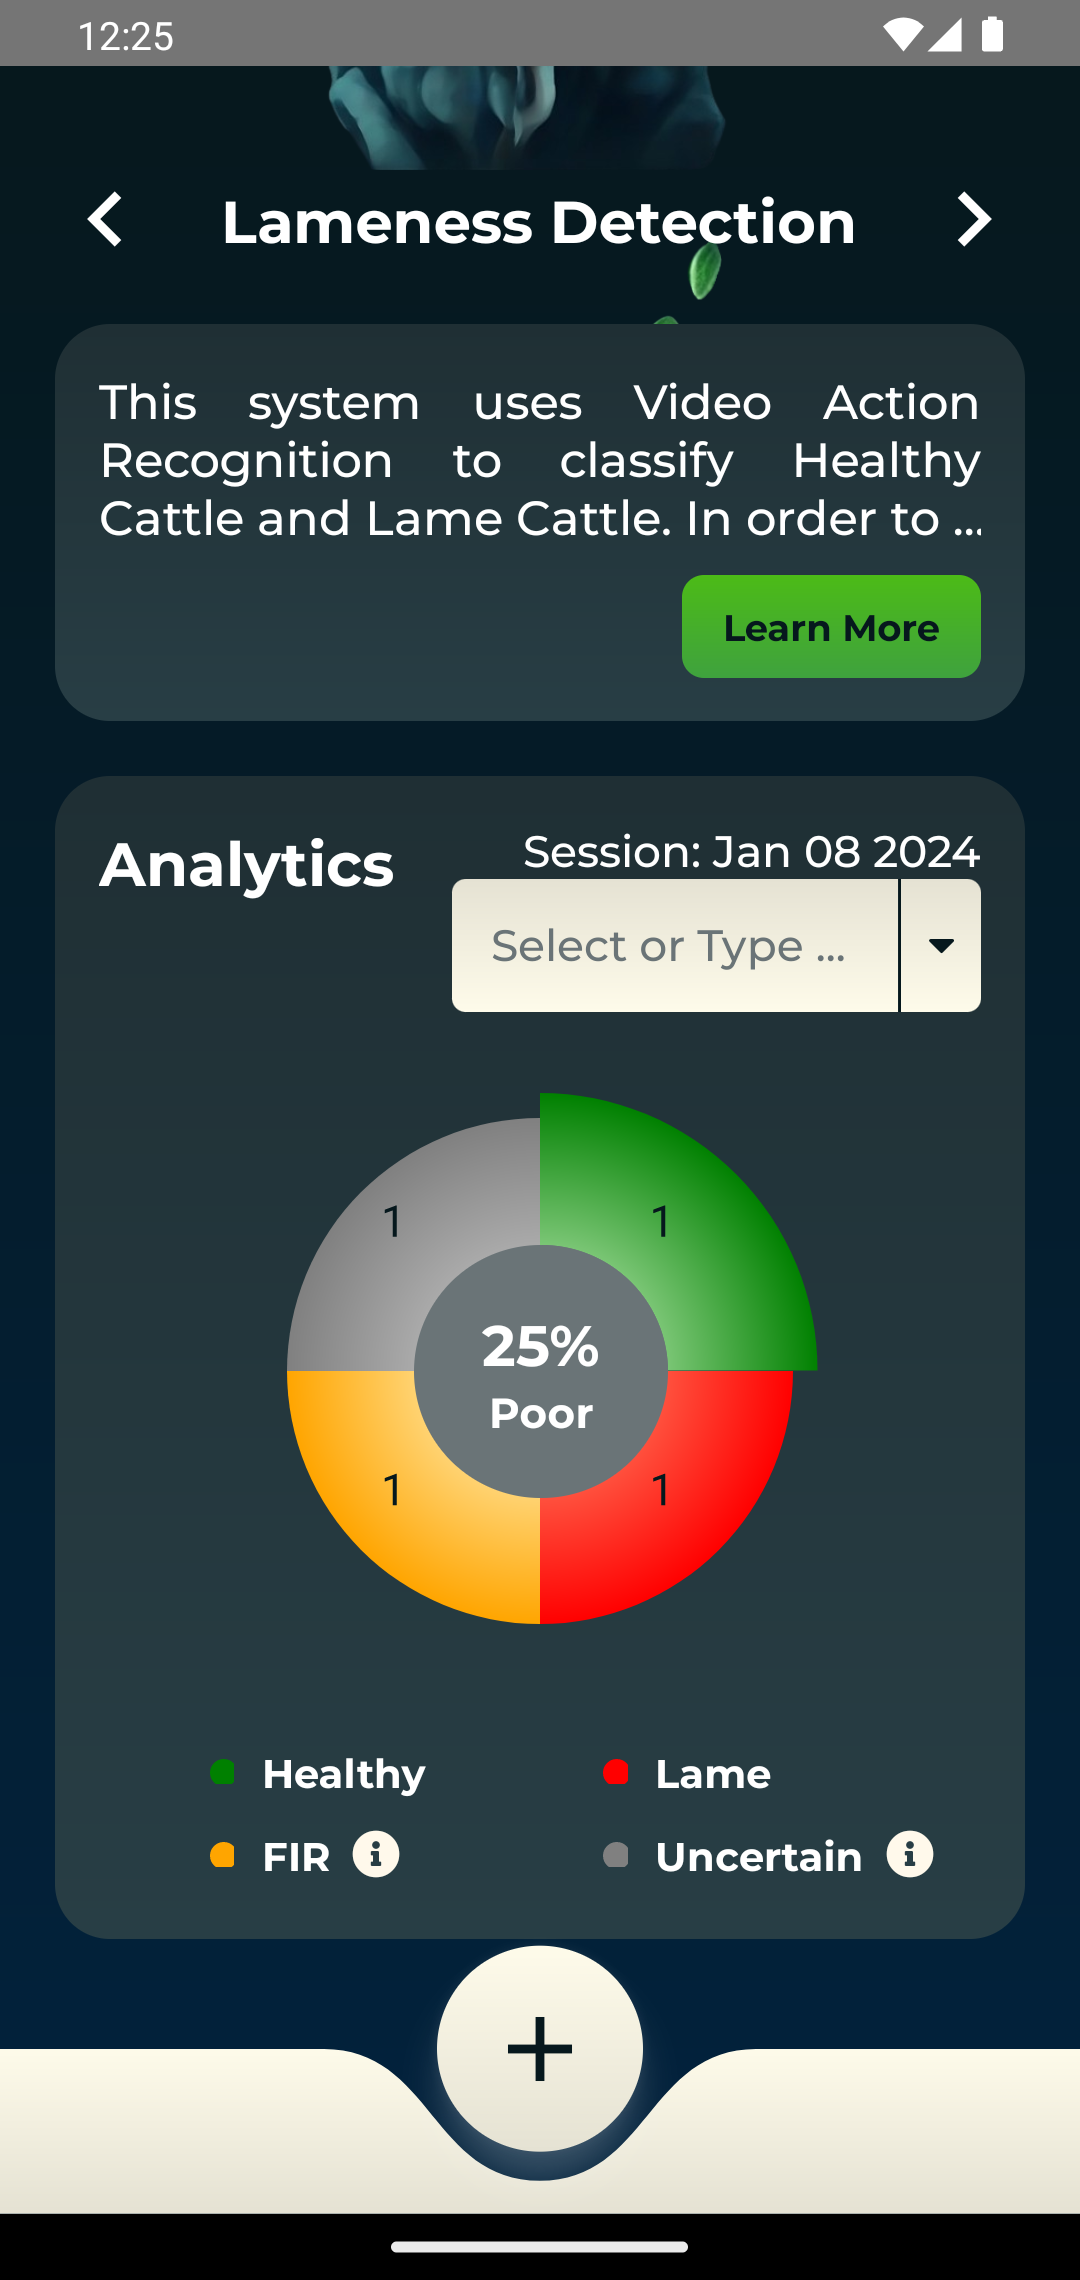 12:25
Lameness Detection
This system uses Video Action
Recognition to classify Healthy
Cattle and Lame Cattle. In order to ...
Learn More
Analytics
Session: Jan 08 2024
Select or Type ...
1
1
25%
Poor
1
1
Healthy
Lame
FIR
Uncertain